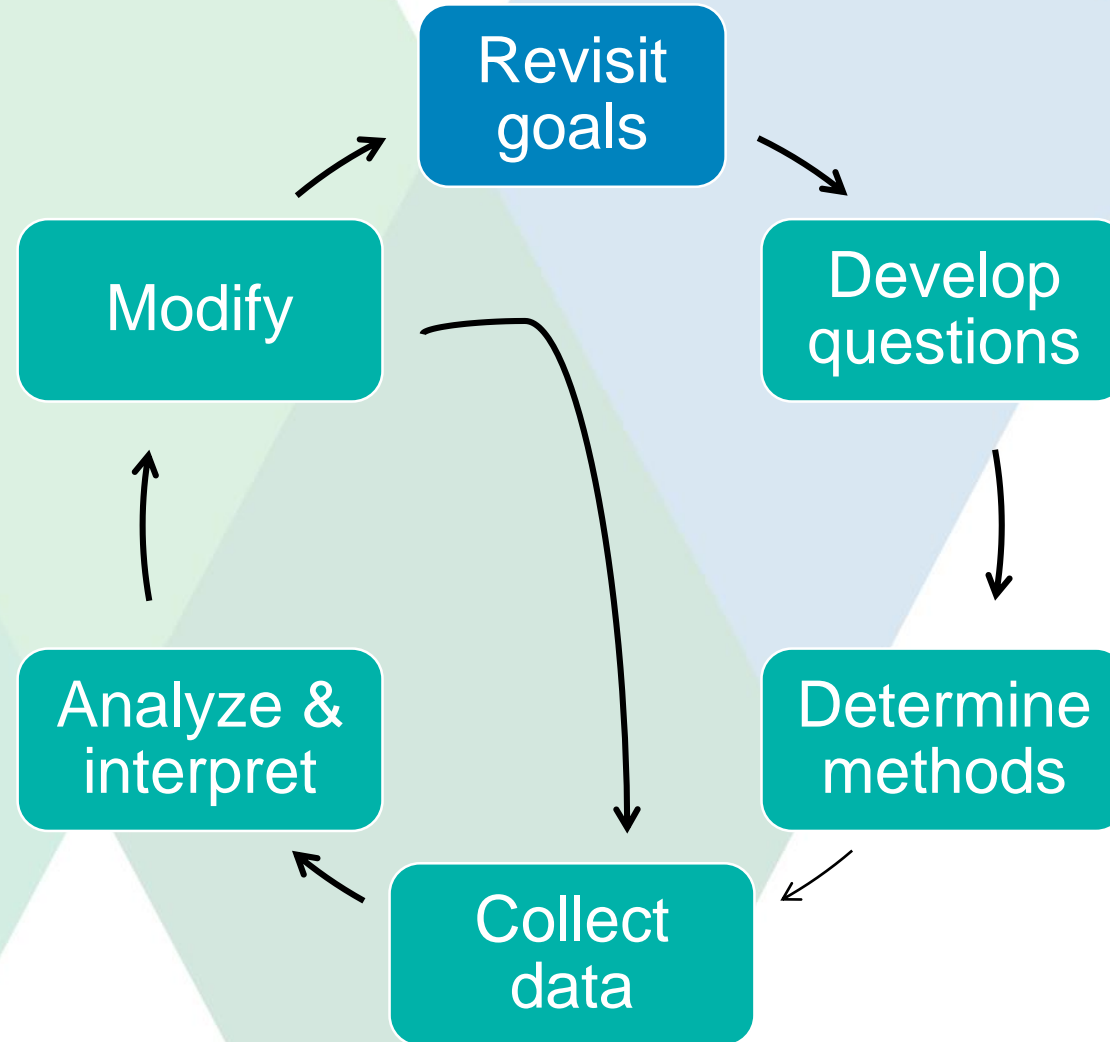 Revisit
goals
Develop
questions
Determine
methods
Collect
data
Analyze &
interpret
Modify